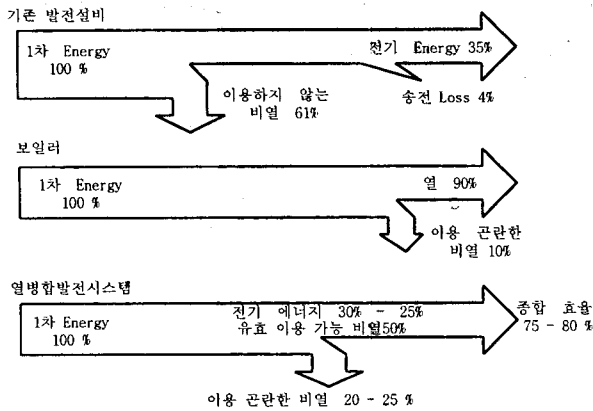 기존 발전설비
1차 Energy
100 %
전기 Energy 35%
이용하지 않는
비열 61%
송전 Loss 4%
보일러
1차 Energy
100 %
열 90%
이용 곤란한
비열 10%
열병합발전시스템
1차 Energy
100 %
전기 에너지 30% - 25%
유효 이용 가능 비열50%
종합 효율
75 - 80 %
이용 곤란한 비열 20 - 25 %